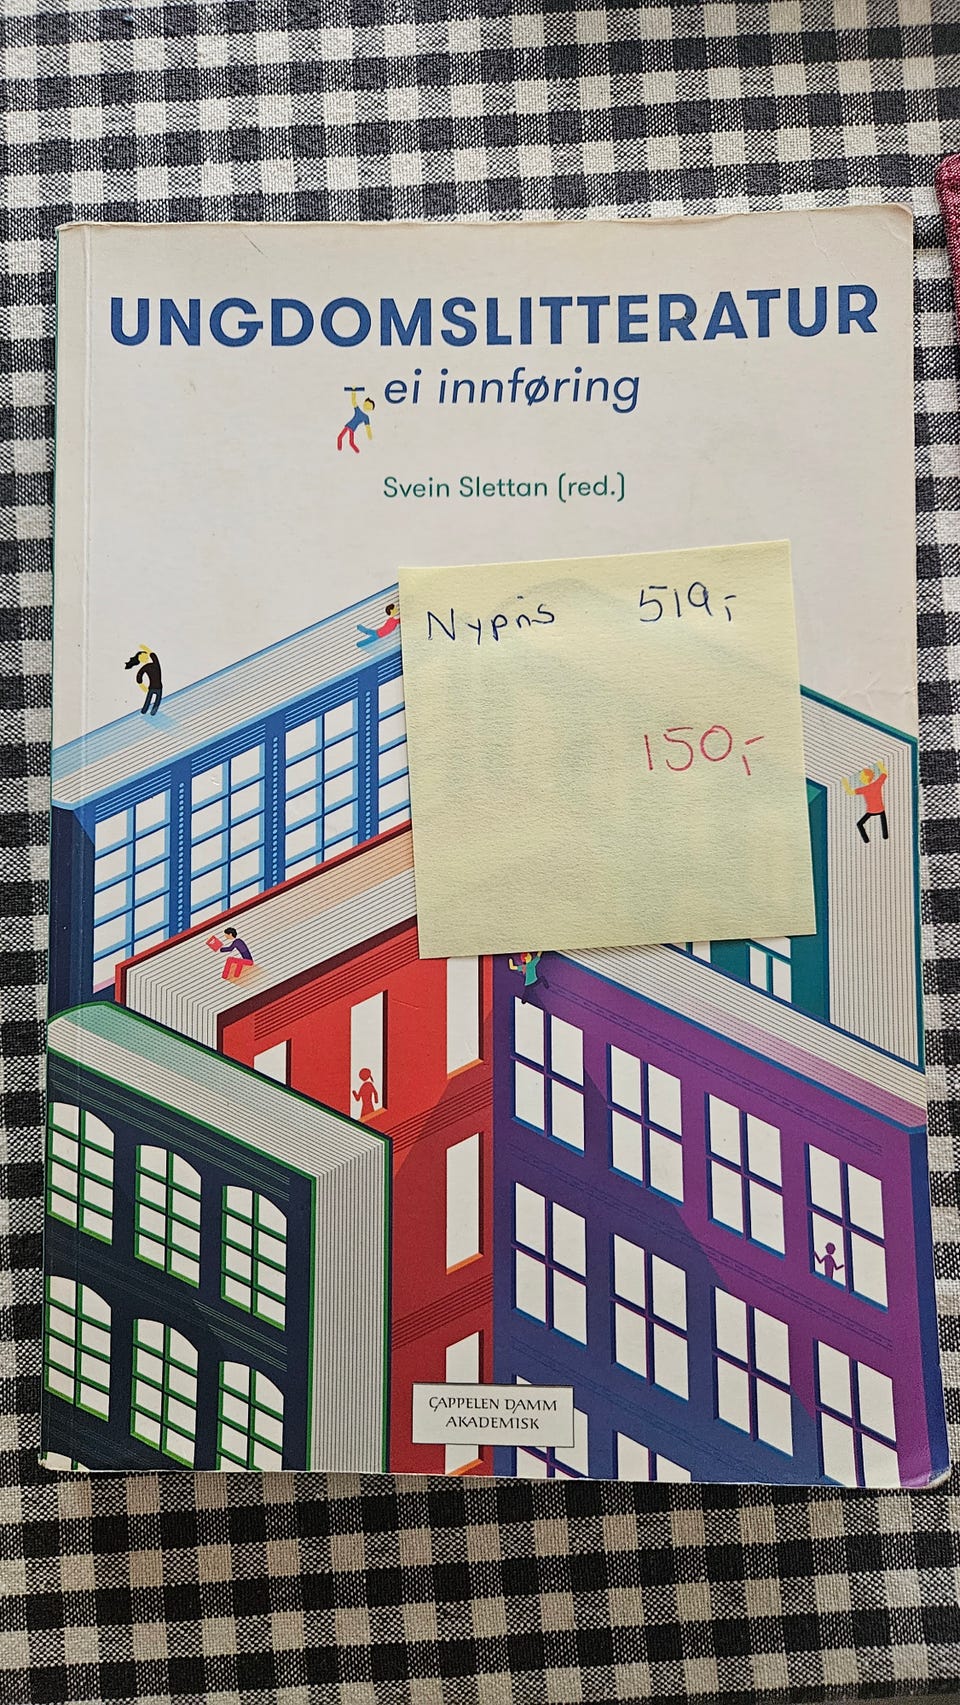 UNGDOMSLITTERATUR
– ei innføring
Svein Slettan (red.)
Nypris 519,-
150,-
CAPPELEN DAMM
AKADEMISK